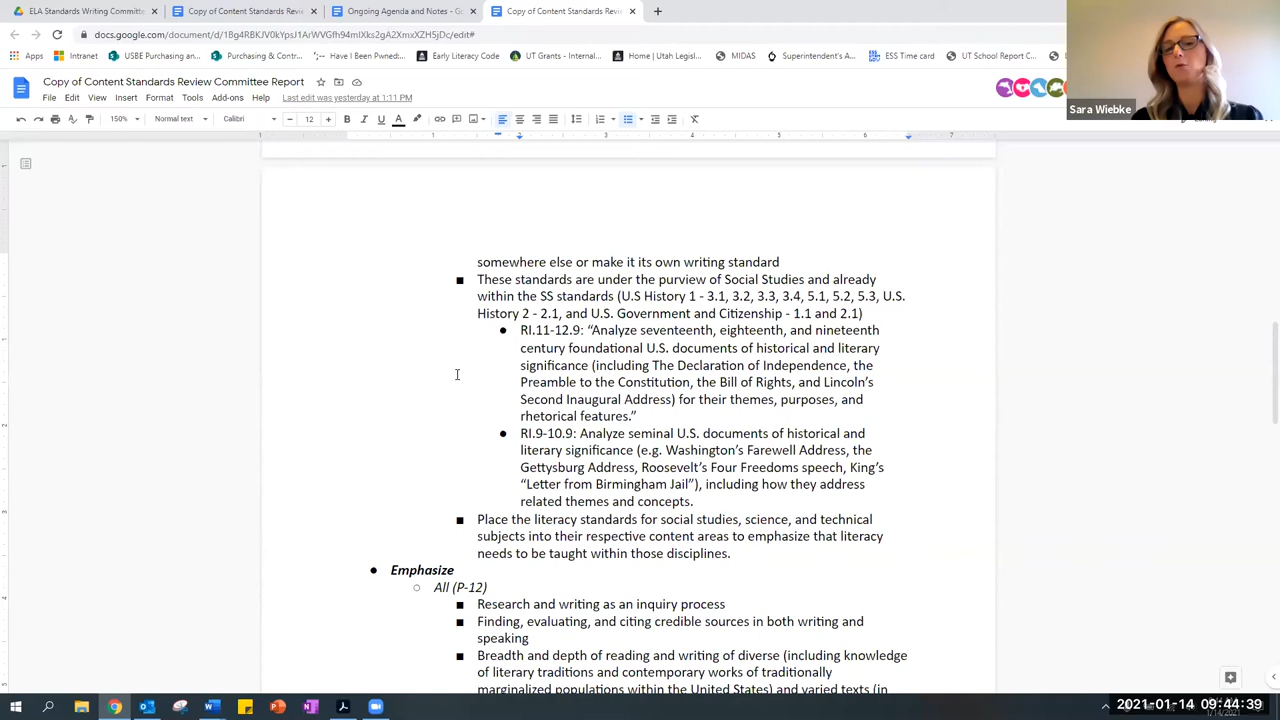 ELA Standards Writing Committe
Copy of Content Standards Revie
Ongoing Agenda and Notes - Go
Copy of Content Standards Revie
docs.google.com/document/d/1Bg4RBKJV0kYpsJ1ArWVGfh94mIXks2gA2XmxXZH5jDc/edit#
Apps
Intranet
USBE Purchasing an...
Purchasing & Contr...
Have I Been Pwned:...
Early Literacy Code
UT Grants - Internal...
Home | Utah Legisl...
MIDAS
Superintendent's A...
ESS Time card
UT School Report C...
Copy of Content Standards Review Committee Report
File Edit View Insert Format Tools Add-ons Help Last edit was yesterday at 1:11 PM
150% Normal text Calibri 12
Sara Wiebke
somewhere else or make it its own writing standard
These standards are under the purview of Social Studies and already
within the SS standards (U.S History 1 - 3.1, 3.2, 3.3, 3.4, 5.1, 5.2, 5.3, U.S.
History 2 - 2.1, and U.S. Government and Citizenship - 1.1 and 2.1)
RI.11-12.9: “Analyze seventeenth, eighteenth, and nineteenth
century foundational U.S. documents of historical and literary
significance (including The Declaration of Independence, the
Preamble to the Constitution, the Bill of Rights, and Lincoln’s
Second Inaugural Address) for their themes, purposes, and
rhetorical features.”
RI.9-10.9: Analyze seminal U.S. documents of historical and
literary significance (e.g. Washington’s Farewell Address, the
Gettysburg Address, Roosevelt’s Four Freedoms speech, King’s
“Letter from Birmingham Jail”), including how they address
related themes and concepts.
Place the literacy standards for social studies, science, and technical
subjects into their respective content areas to emphasize that literacy
needs to be taught within those disciplines.
Emphasize
All (P-12)
Research and writing as an inquiry process
Finding, evaluating, and citing credible sources in both writing and
speaking
Breadth and depth of reading and writing of diverse (including knowledge
of literary traditions and contemporary works of traditionally
marginalized populations within the United States) and varied texts (in
2021-01-14 09:44:39